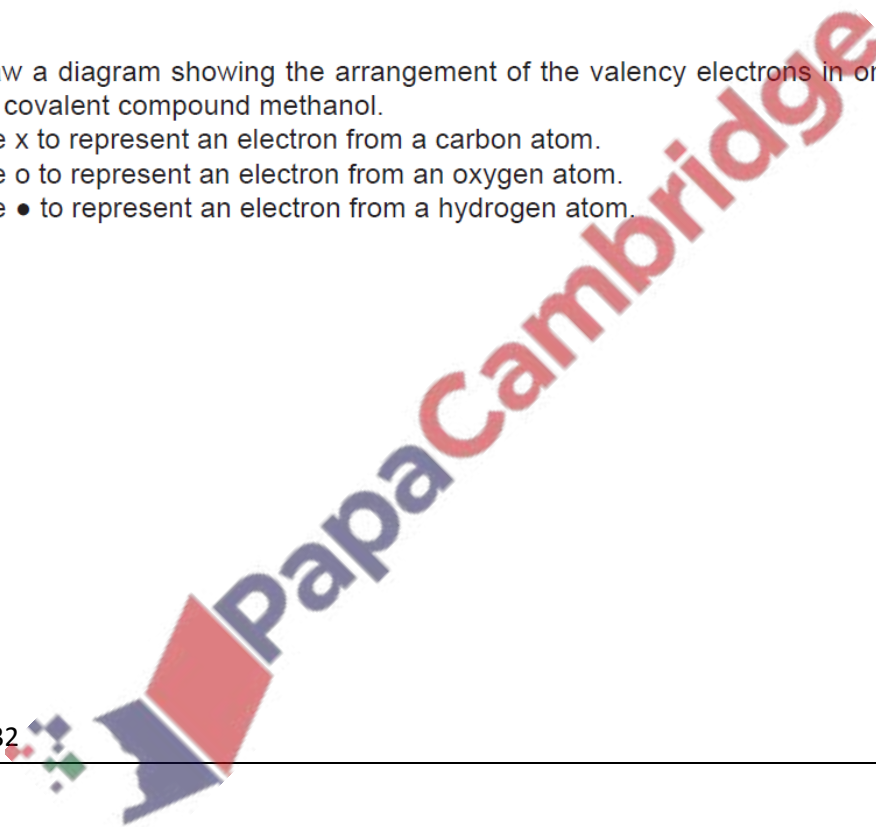 w a diagram showing the arrangement of the valency electrons in or
covalent compound methanol.
e x to represent an electron from a carbon atom.
e o to represent an electron from an oxygen atom.
e ● to represent an electron from a hydrogen atom.
PapaCambridge
32